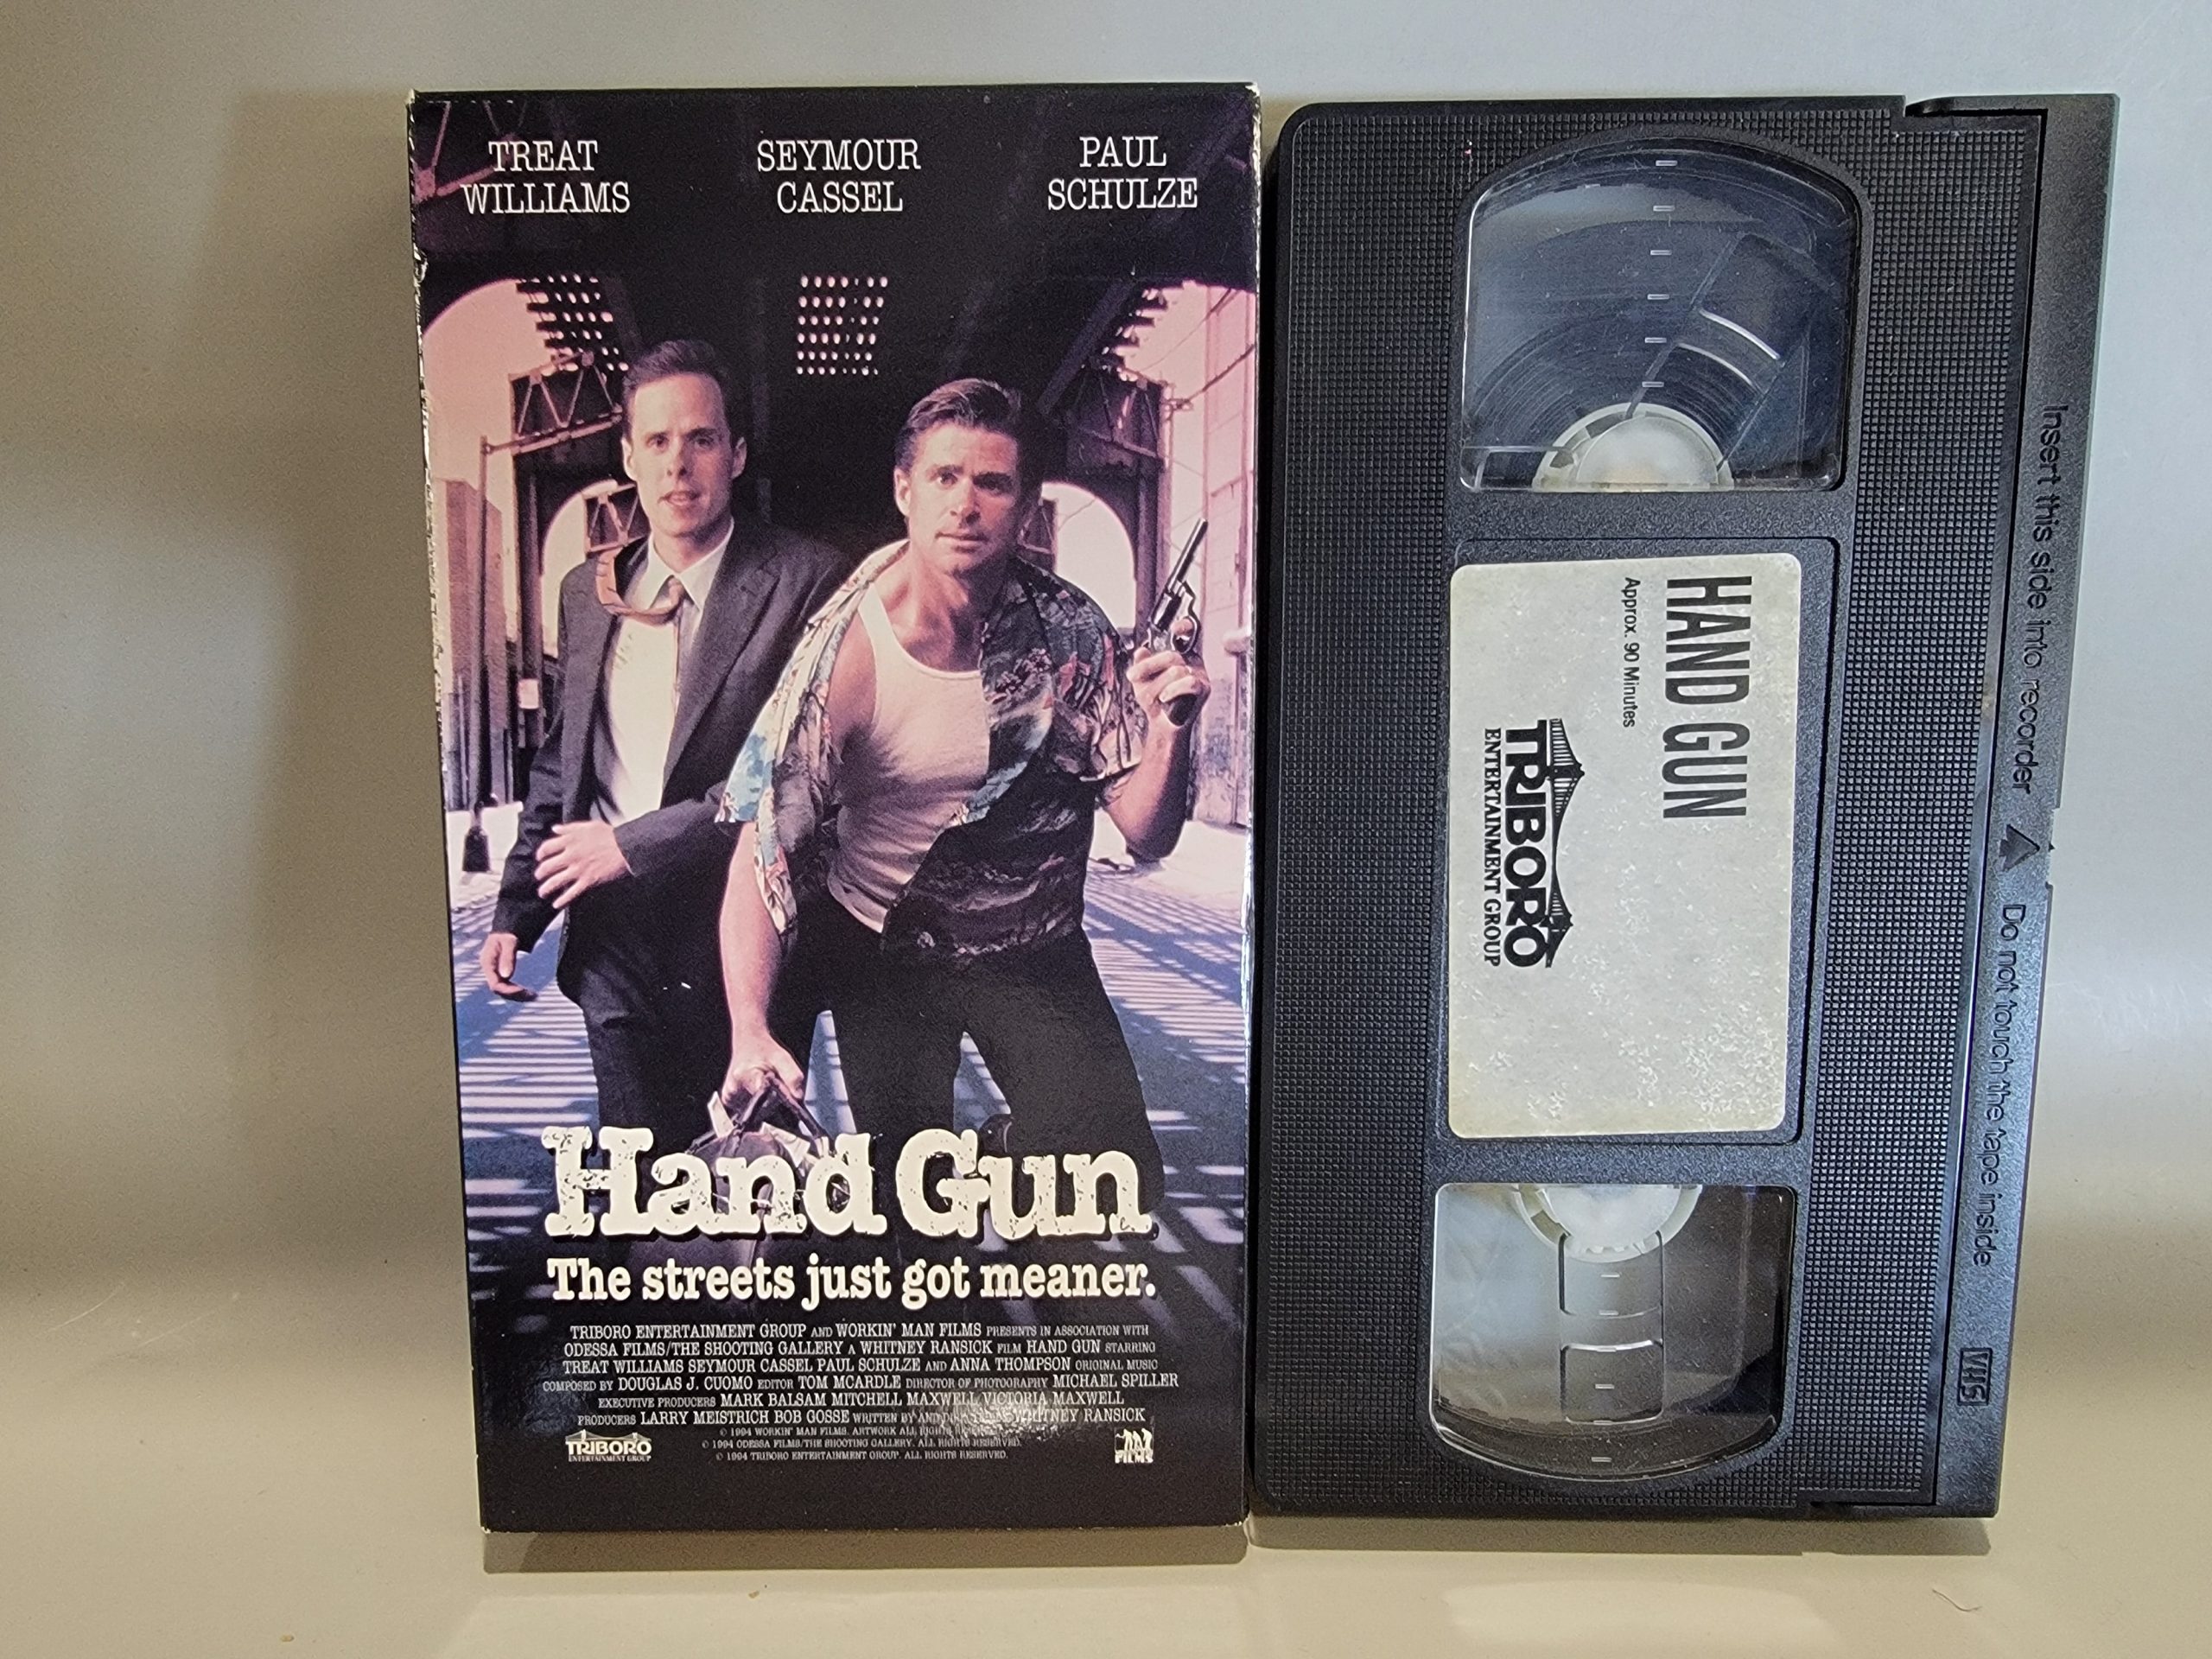 TREAT WILLIAMS
SEYMOUR CASSEL
PAUL SCHULZE
Hand Gun
The streets just got meaner.
TRIBORO ENTERTAINMENT GROUP AND WORKIN' MAN FILMS PRESENTS IN ASSOCIATION WITH
ODESSA FILMS/THE SHOOTING GALLERY A WHITNEY RANSICK FILM HAND GUN STARRING
TREAT WILLIAMS SEYMOUR CASSEL PAUL SCHULZE AND ANNA THOMPSON ORIGINAL MUSIC
COMPOSED BY DOUGLAS J. CUOMO EDITOR TOM MCARDLE DIRECTOR OF PHOTOGRAPHY MICHAEL SPILLER
EXECUTIVE PRODUCERS MARK BALSAM MITCHELL MAXWELL VICTORIA MAXWELL
PRODUCERS LARRY MEISTRICH BOB GOSSE WRITTEN BY AND WHITNEY RANSICK
© 1994 WORKIN' MAN FILMS. ARTWORK ALL RIGHTS
© 1994 ODESSA FILMS/THE SHOOTING GALLERY. ALL RIGHTS RESERVED.
© 1994 TRIBORO ENTERTAINMENT GROUP. ALL RIGHTS RESERVED.
TRIBORO
ENTERTAINMENT GROUP
FILMS
HAND GUN
Approx. 90 Minutes
TRIBORO
ENTERTAINMENT GROUP
Insert this side into recorder
Do not touch the tape inside
VHS